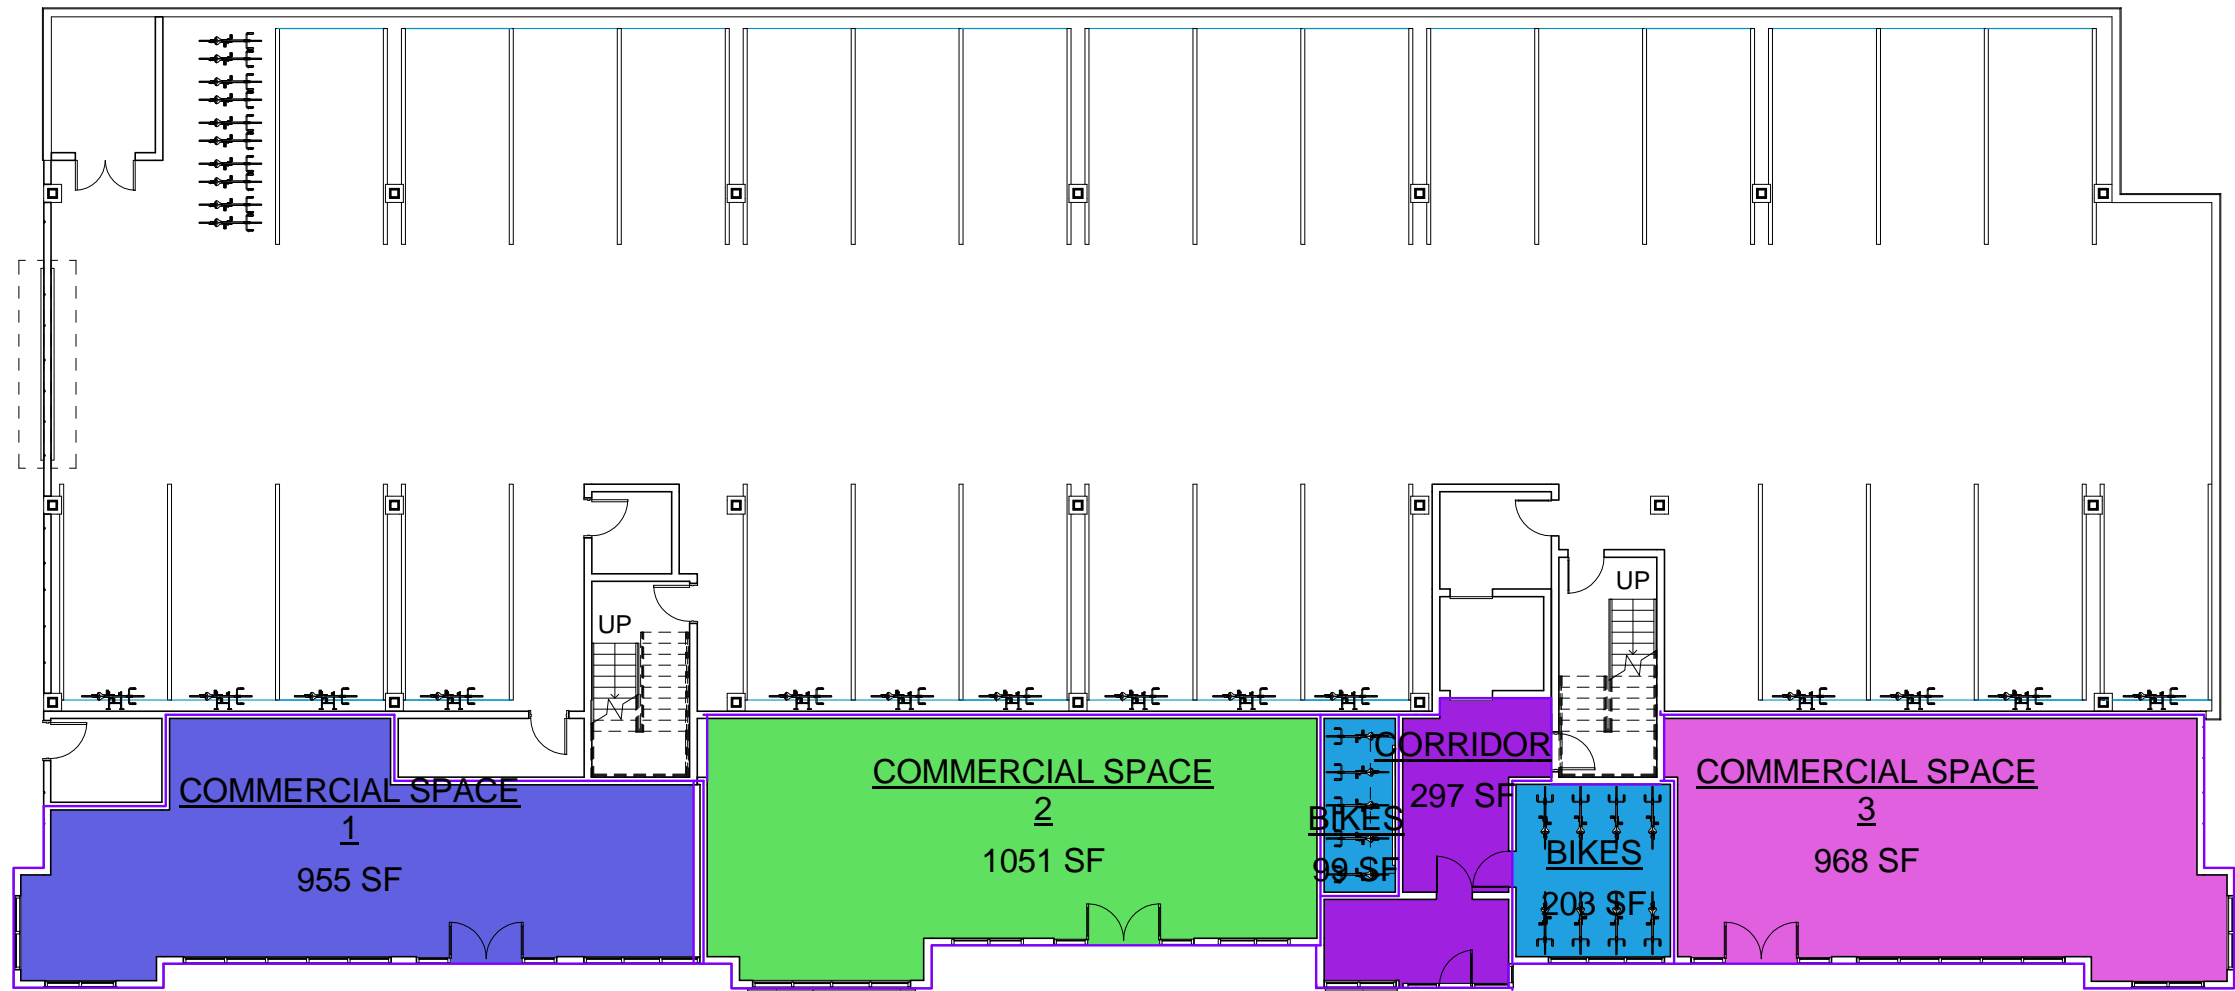 UP
UP
COMMERCIAL SPACE
1
955 SF
COMMERCIAL SPACE
2
1051 SF
BIKES
99 SF
CORRIDOR
297 SF
BIKES
203 SF
COMMERCIAL SPACE
3
968 SF